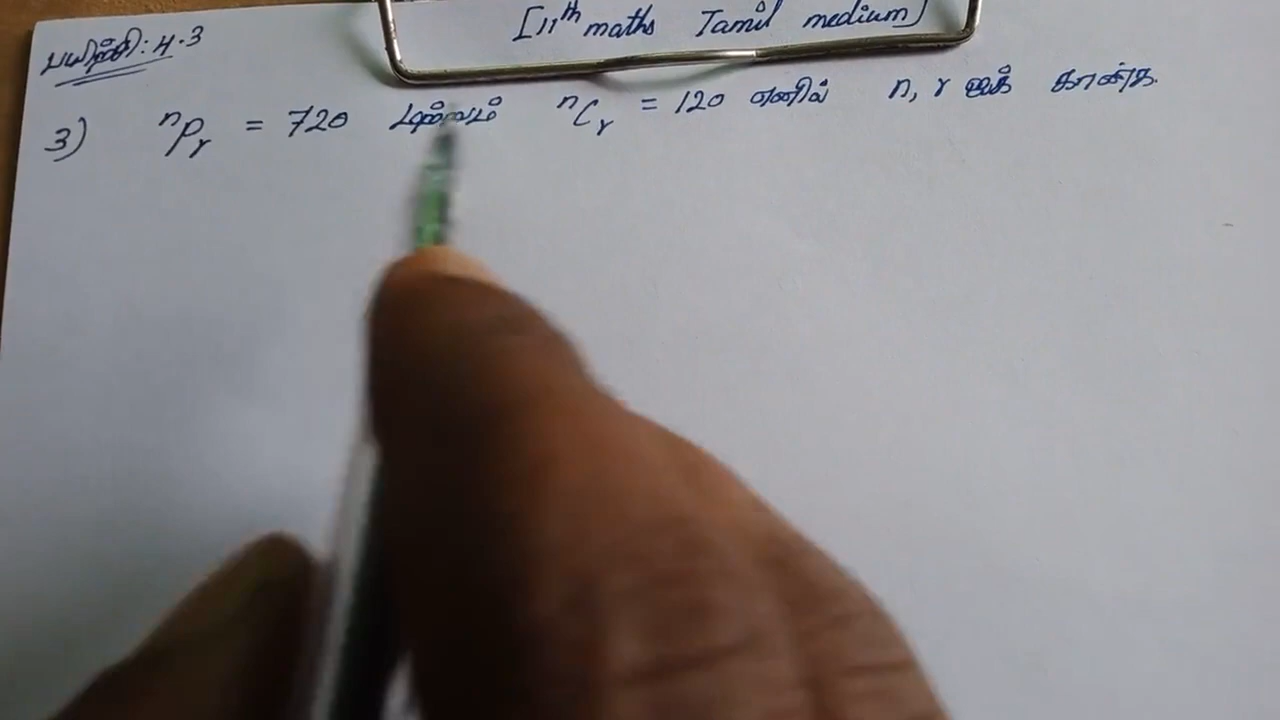 [11th maths Tamil medium]
பயிற்சி: 4.3
3) nPr = 720 மற்றும் nCr = 120 எனில் n, r ஐக் காண்க.